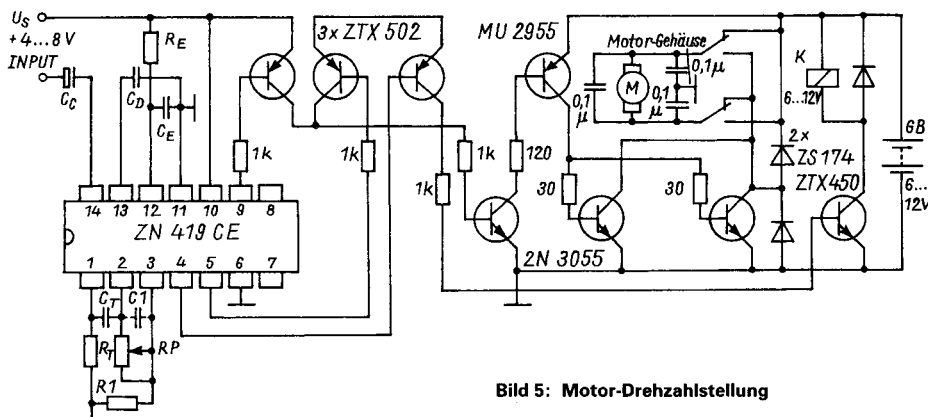 U_S
+4...8V
INPUT
C_C
C_D
R_E
C_E
3x ZTX 502
1k
1k
1k
1k
MU 2955
120
30
30
2N 3055
Motor-Gehäuse
M
0,1
μ
0,1μ
0,1
μ
K
6...12V
2x
ZS 174
ZTX450
GB
6...
12V
14 13 12 11 10 9 8
ZN 419 CE
1 2 3 4 5 6 7
C_T
C1
R_T
RP
R1
Bild 5: Motor-Drehzahlstellung